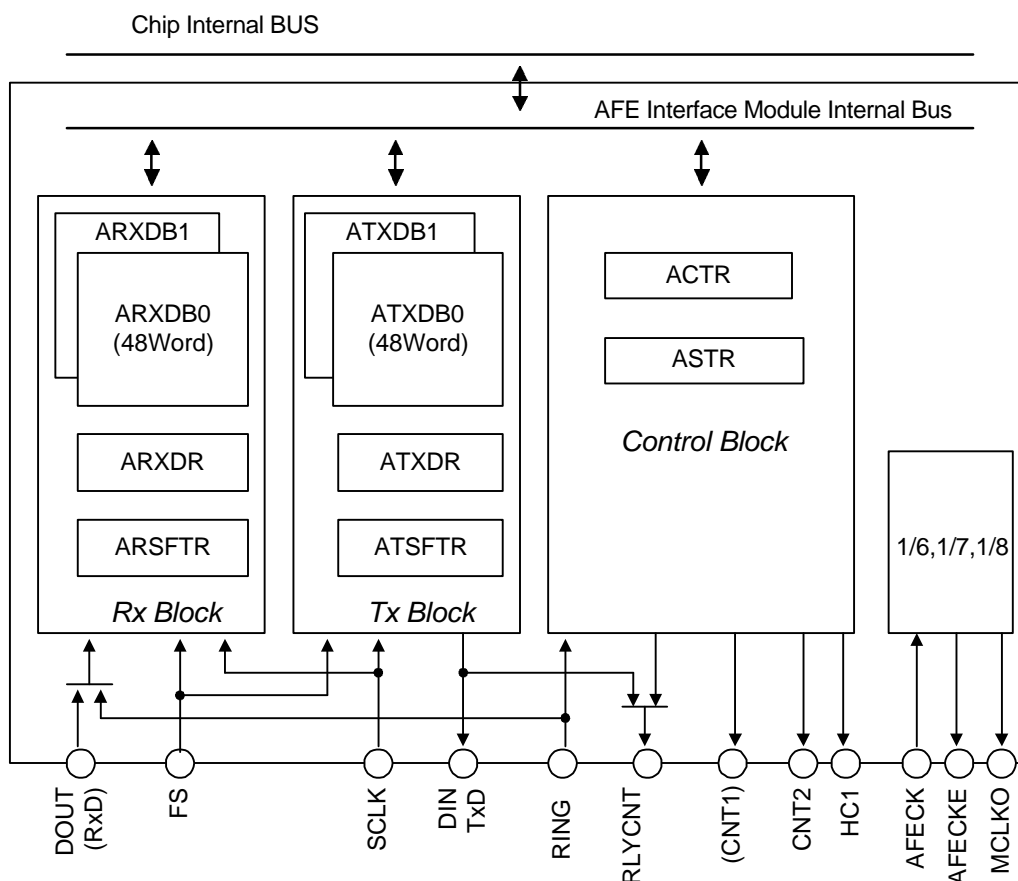 Chip Internal BUS
AFE Interface Module Internal Bus
ARXDB1
ARXDB0
(48Word)
ARXDR
ARSFTR
Rx Block
ATXDB1
ATXDB0
(48Word)
ATXDR
ATSFTR
Tx Block
ACTR
ASTR
Control Block
1/6,1/7,1/8
DOUT
(RxD)
FS
SCLK
DIN
TxD
RING
RLYCNT
(CNT1)
CNT2
HC1
AFECK
AFECKE
MCLKO